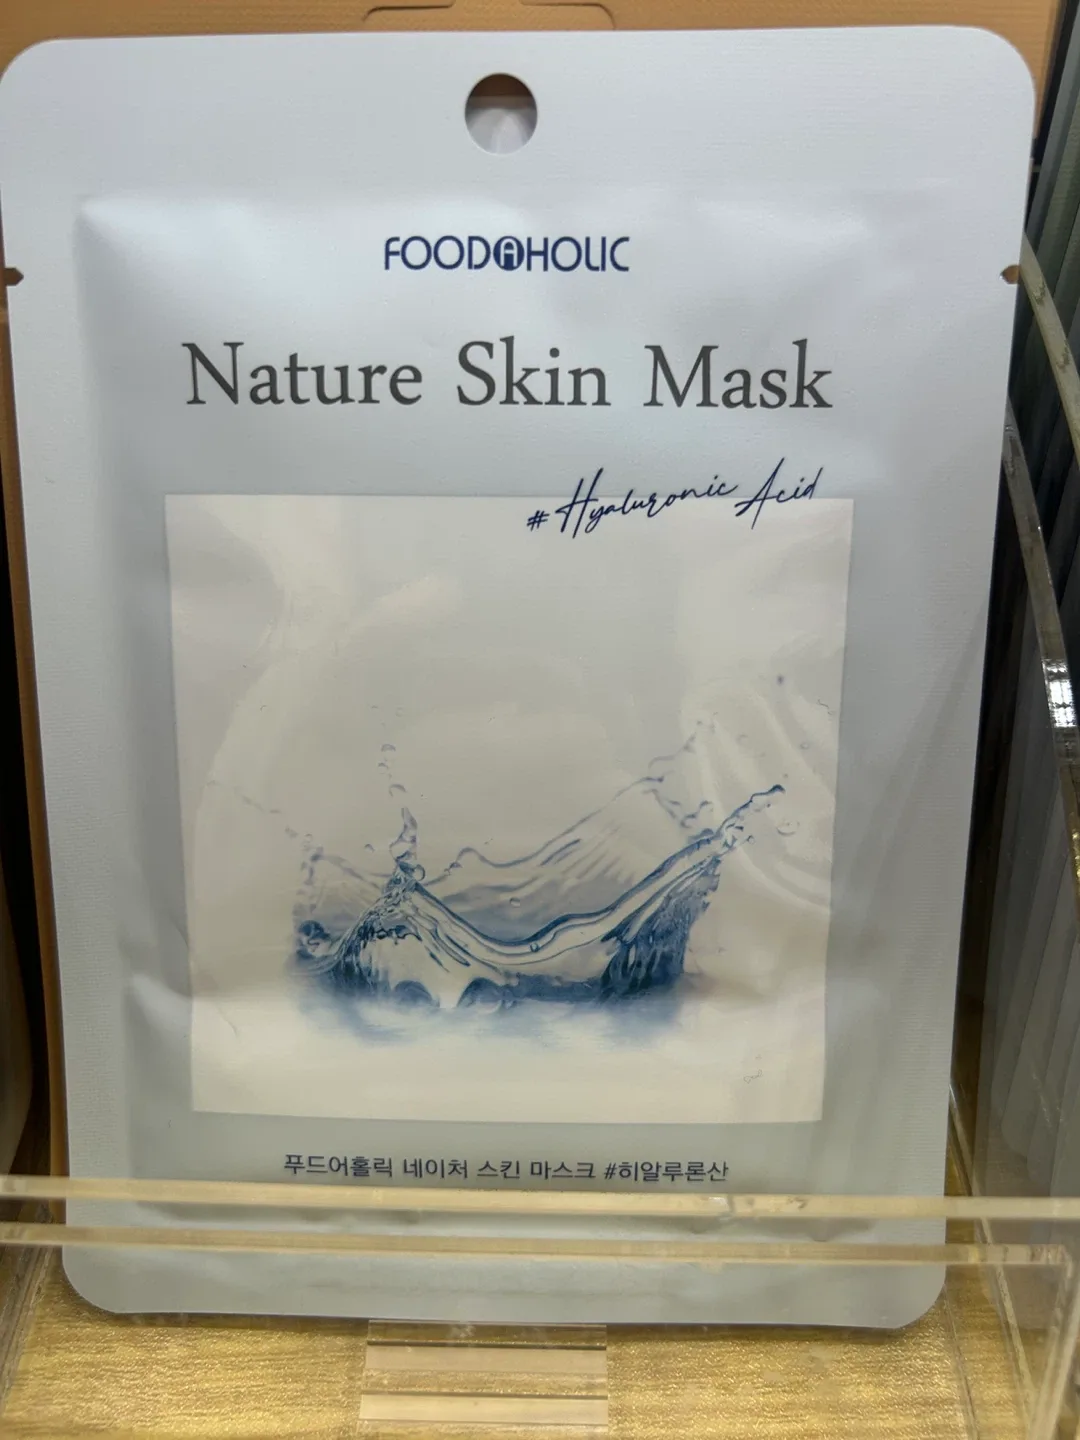 FOODAHOLIC
Nature Skin Mask
# Hyaluronic Acid
푸드어홀릭 네이처 스킨 마스크 #히알루론산